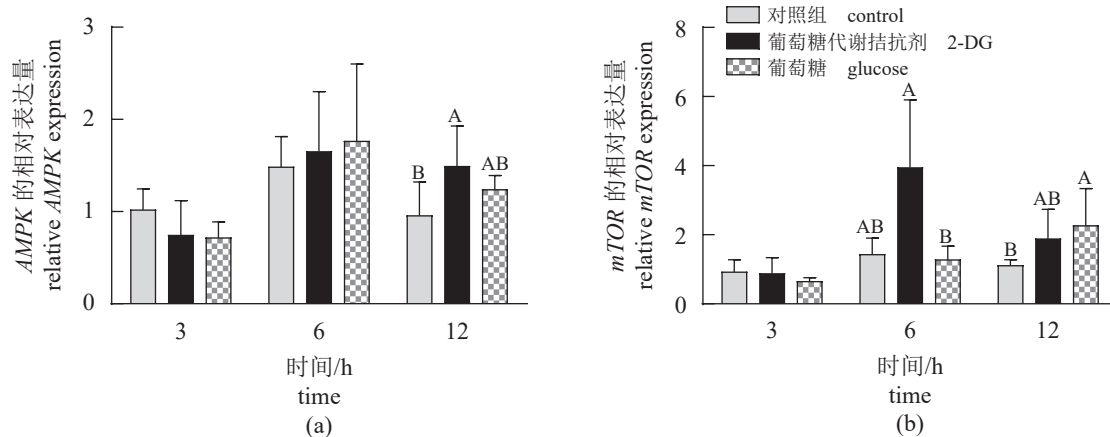 AMPK 的相对表达量
relative AMPK expression
3
2
1
0
B
A
AB
3
6
12
时间/h
time
(a)
对照组 control
葡萄糖代谢拮抗剂 2-DG
葡萄糖 glucose
mTOR 的相对表达量
relative mTOR expression
8
6
4
2
0
AB
A
B
B
AB
A
3
6
12
时间/h
time
(b)